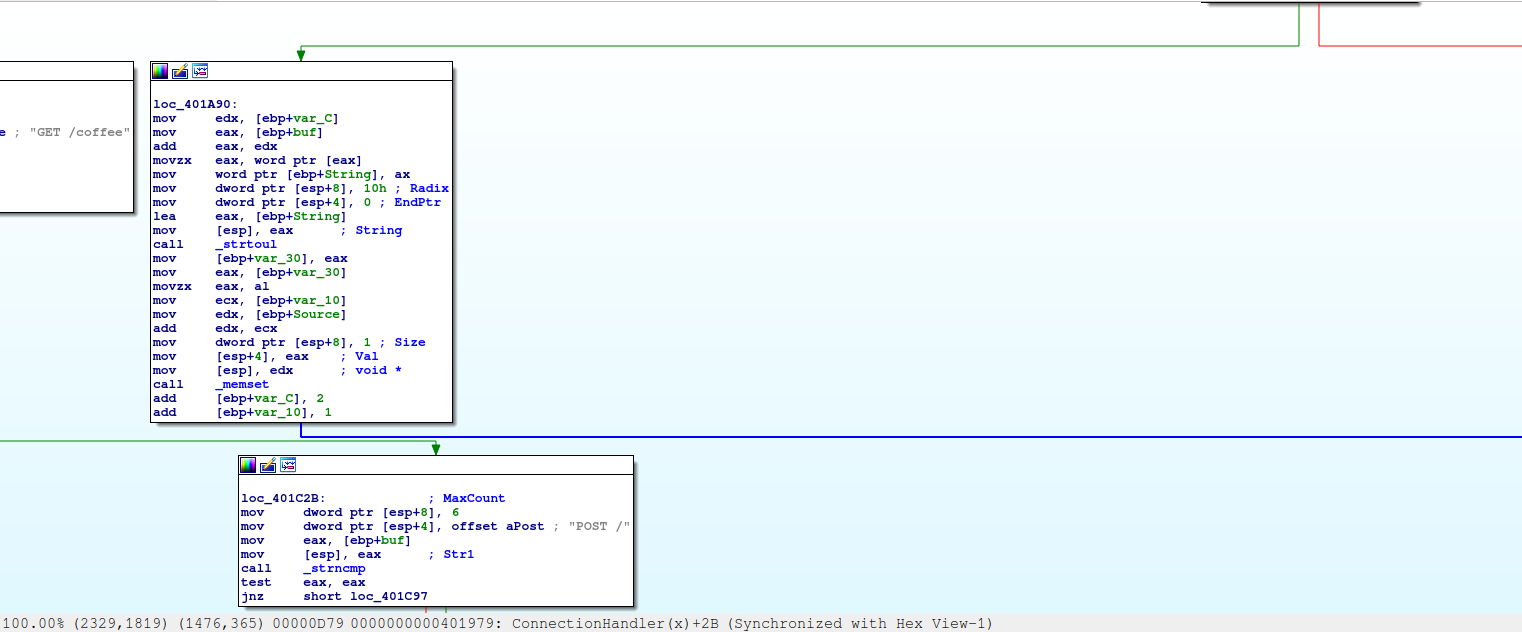 e ; "GET /coffee"
loc_401A90:
mov edx, [ebp+var_C]
mov eax, [ebp+buf]
add eax, edx
movzx eax, word ptr [eax]
mov word ptr [ebp+String], ax
mov dword ptr [esp+8], 10h ; Radix
mov dword ptr [esp+4], 0 ; EndPtr
lea eax, [ebp+String]
mov [esp], eax ; String
call _strtoul
mov [ebp+var_30], eax
mov eax, [ebp+var_30]
movzx eax, al
mov ecx, [ebp+var_10]
mov edx, [ebp+Source]
add edx, ecx
mov dword ptr [esp+8], 1 ; Size
mov [esp+4], eax ; Val
mov [esp], edx ; void *
call _memset
add [ebp+var_C], 2
add [ebp+var_10], 1
loc_401C2B: ; MaxCount
mov dword ptr [esp+8], 6
mov dword ptr [esp+4], offset aPost ; "POST /"
mov eax, [ebp+buf]
mov [esp], eax ; Str1
call _strncmp
test eax, eax
jnz short loc_401C97
100.00% (2329,1819) (1476,365) 00000D79 0000000000401979: ConnectionHandler(x)+2B (Synchronized with Hex View-1)